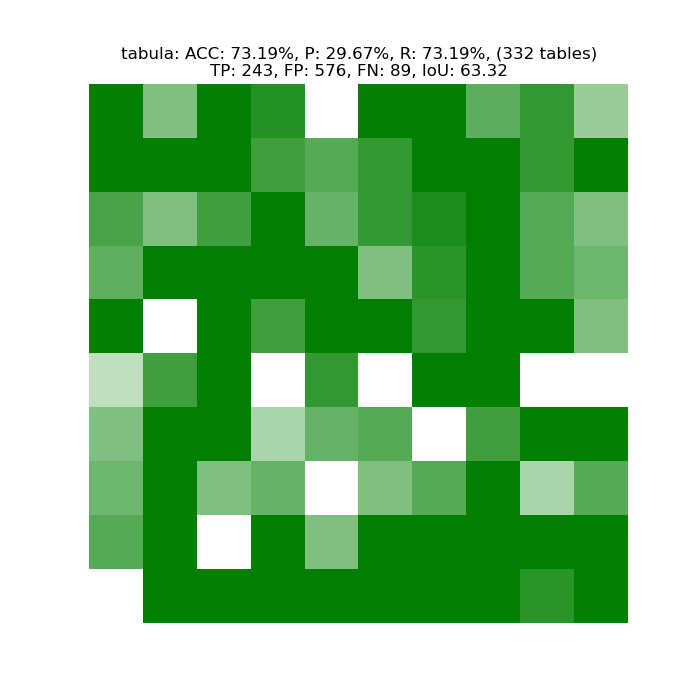 tabula: ACC: 73.19%, P: 29.67%, R: 73.19%, (332 tables)
TP: 243, FP: 576, FN: 89, IoU: 63.32